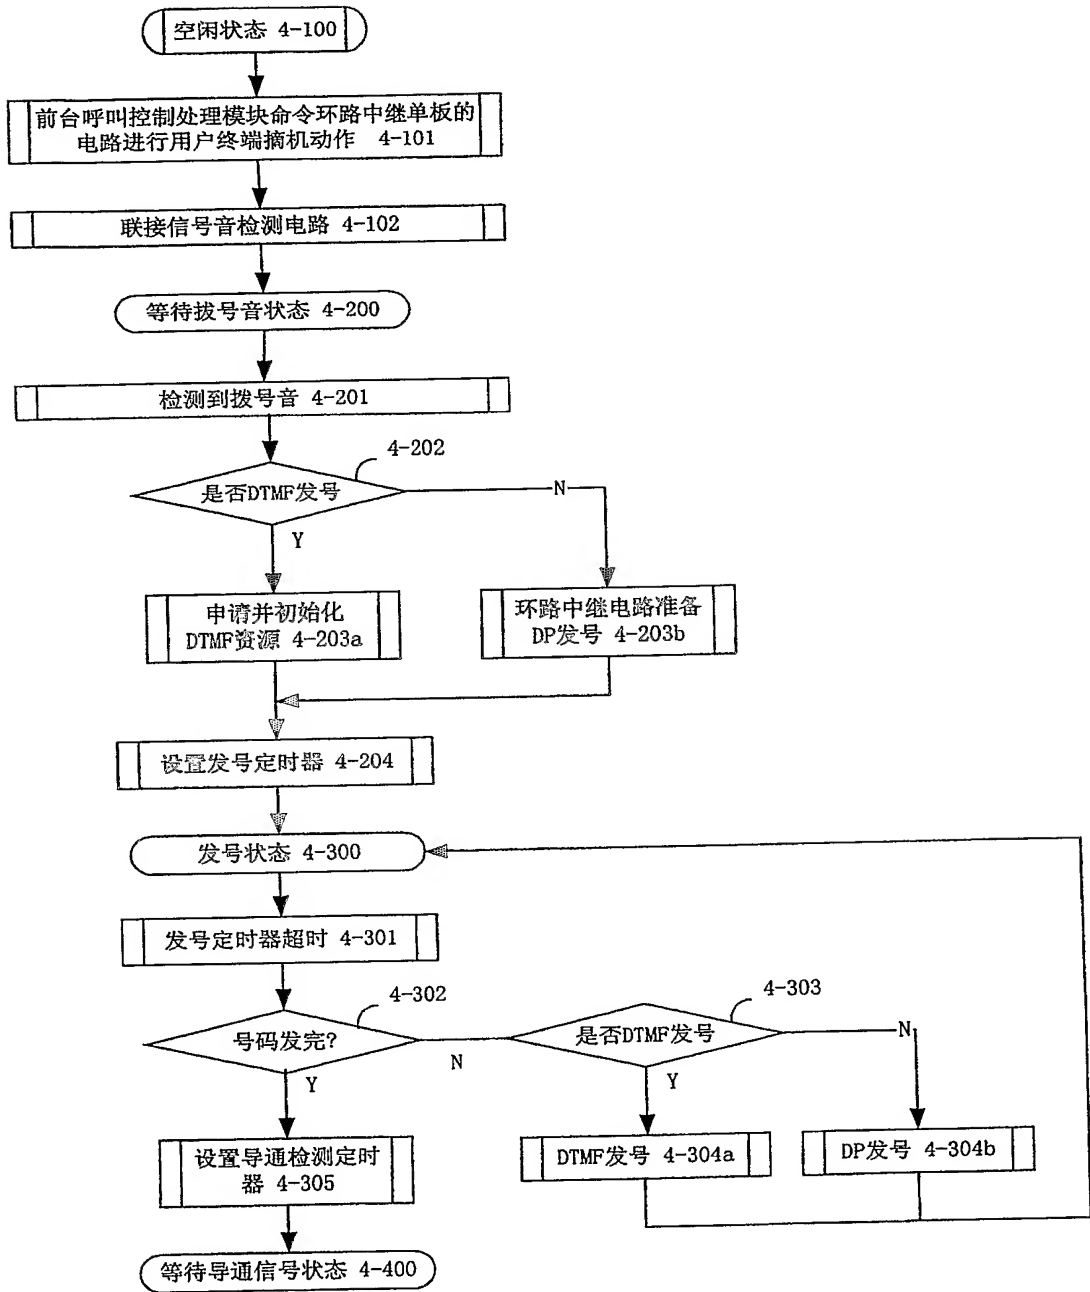 空闲状态 4-100
前台呼叫控制处理模块命令环路中继单板的
电路进行用户终端摘机动作 4-101
联接信号音检测电路 4-102
等待拔号音状态 4-200
检测到拨号音 4-201
4-202
是否DTMF发号
N
Y
申请并初始化
DTMF资源 4-203a
环路中继电路准备
DP发号 4-203b
设置发号定时器 4-204
发号状态 4-300
发号定时器超时 4-301
4-302
号码发完?
N
Y
4-303
是否DTMF发号
N
Y
设置导通检测定时
器 4-305
DTMF发号 4-304a
DP发号 4-304b
等待导通信号状态 4-400